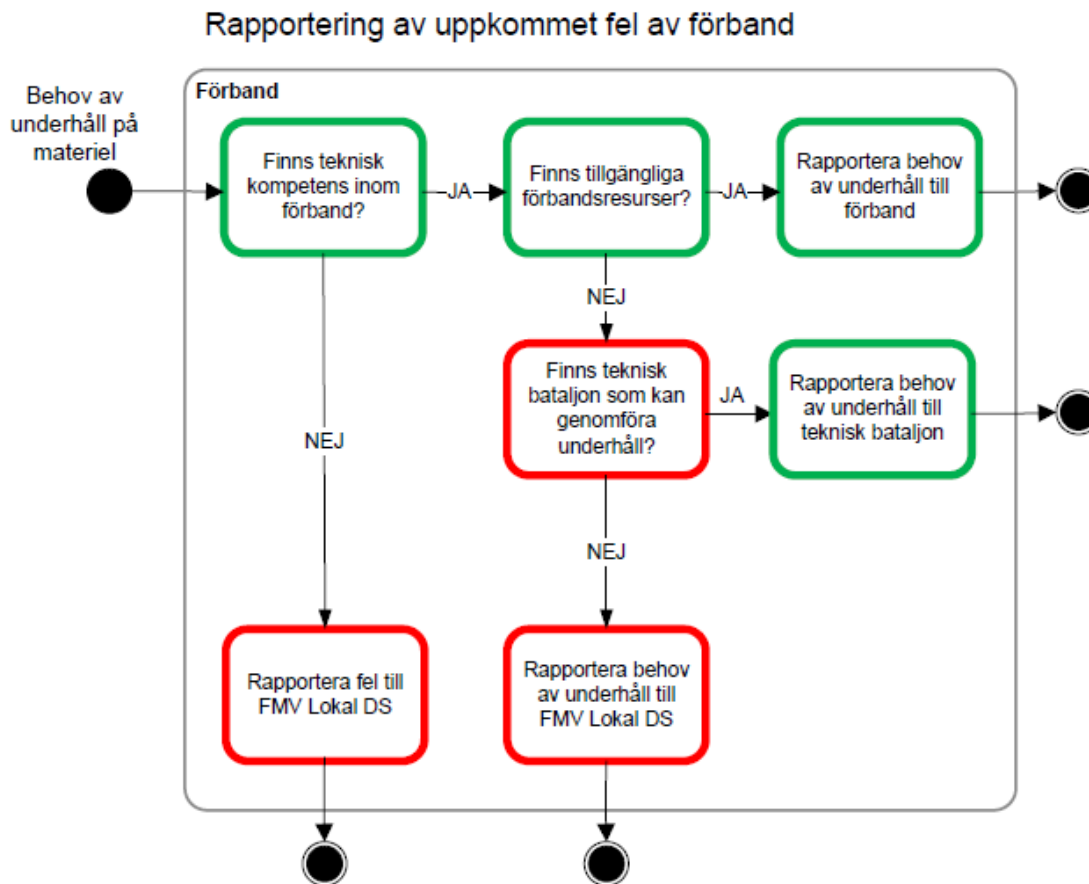 Rapportering av uppkommet fel av förband
Behov av
underhåll på
materiel
Förband
Finns teknisk
kompetens inom
förband?
JA
Finns tillgängliga
förbandsresurser?
JA
Rapportera behov
av underhåll till
förband
NEJ
NEJ
Finns teknisk
bataljon som kan
genomföra
underhåll?
JA
Rapportera behov
av underhåll till
teknisk bataljon
NEJ
Rapportera fel till
FMV Lokal DS
Rapportera behov
av underhåll till
FMV Lokal DS